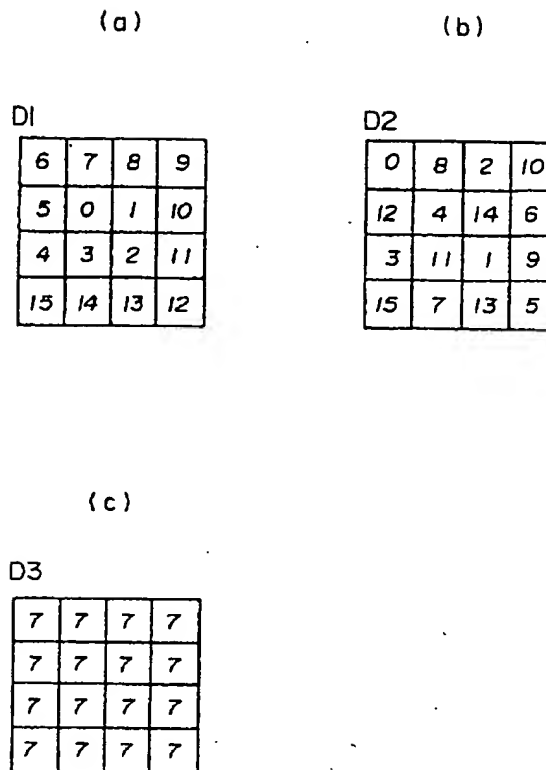 (a)
(b)
D1
6 7 8 9
5 0 1 10
4 3 2 11
15 14 13 12
D2
0 8 2 10
12 4 14 6
3 11 1 9
15 7 13 5
(c)
D3
7 7 7 7
7 7 7 7
7 7 7 7
7 7 7 7